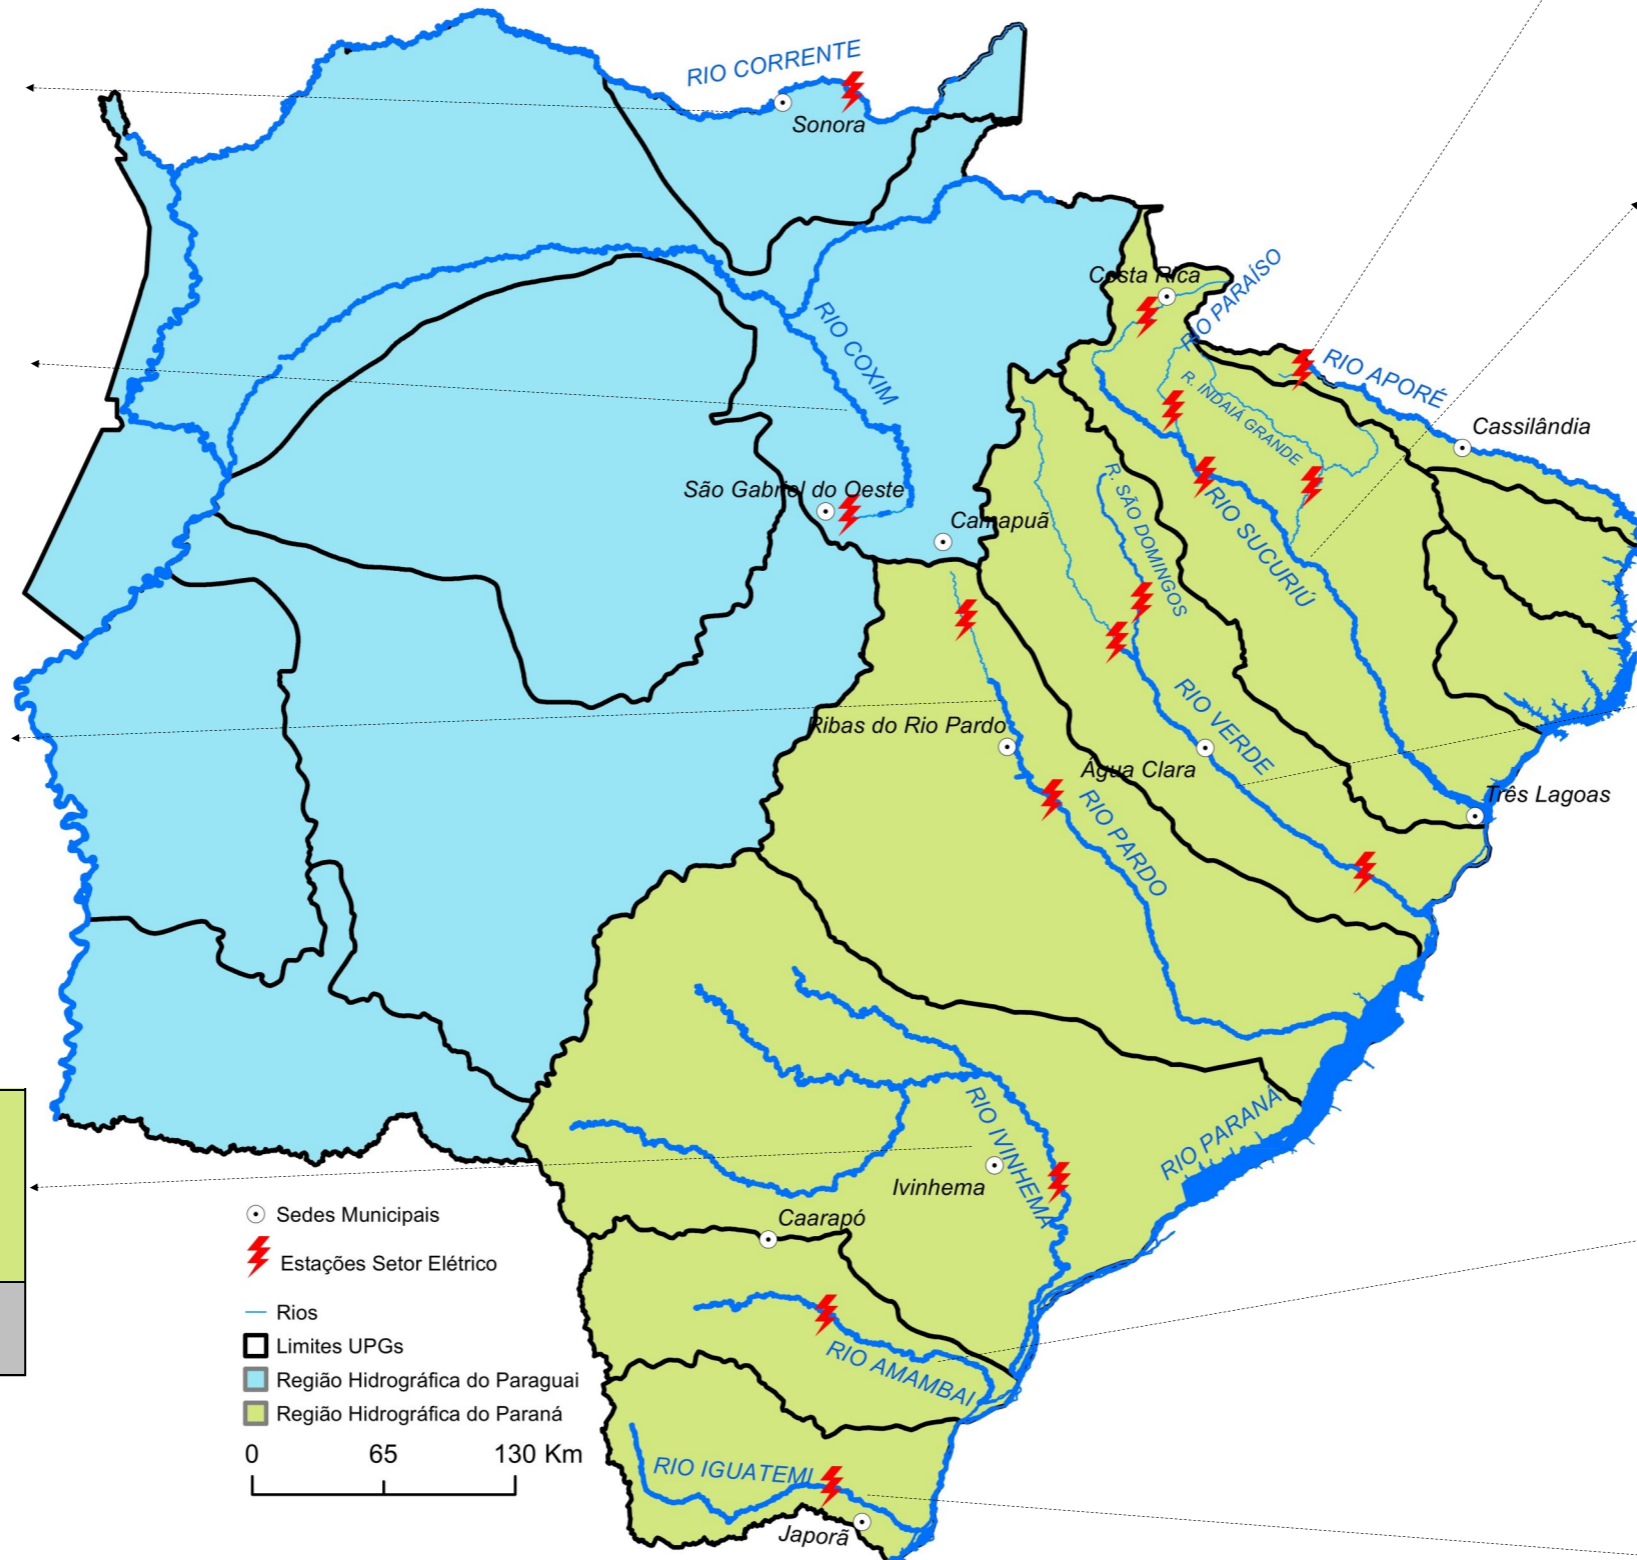 RIO CORRENTE
Sonora
Costa Rica
RIO PARAÍSO
RIO APORÉ
RIO COXIM
R. INDAIÁ GRANDE
Cassilândia
São Gabriel do Oeste
R. SÃO DOMINGOS
RIO SUCURIÚ
Camapuã
Ribas do Rio Pardo
RIO VERDE
Água Clara
Três Lagoas
RIO PARDO
RIO IVINHEMA
RIO PARANÁ
Ivinhema
Caarapó
RIO AMAMBAI
RIO IGUATEMI
Japorã
Sedes Municipais
Estações Setor Elétrico
Rios
Limites UPGs
Região Hidrográfica do Paraguai
Região Hidrográfica do Paraná
0 65 130 Km